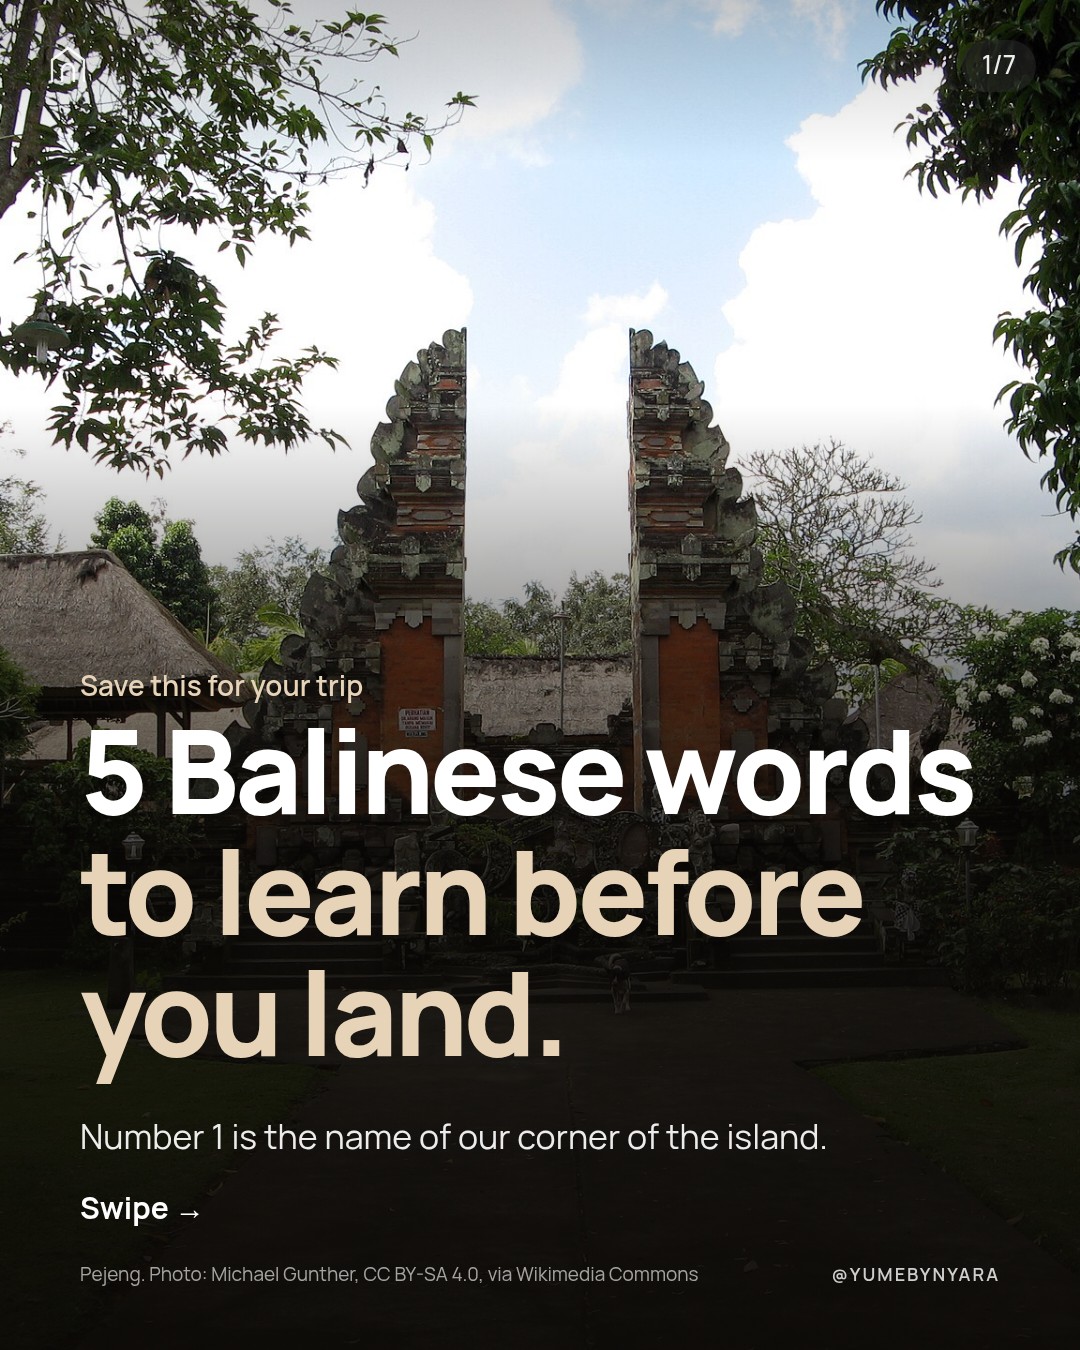 1/7
Save this for your trip
5 Balinese words
to learn before
you land.
Number 1 is the name of our corner of the island.
Swipe →
Pejeng. Photo: Michael Gunther, CC BY-SA 4.0, via Wikimedia Commons
@YUMEBYNYARA